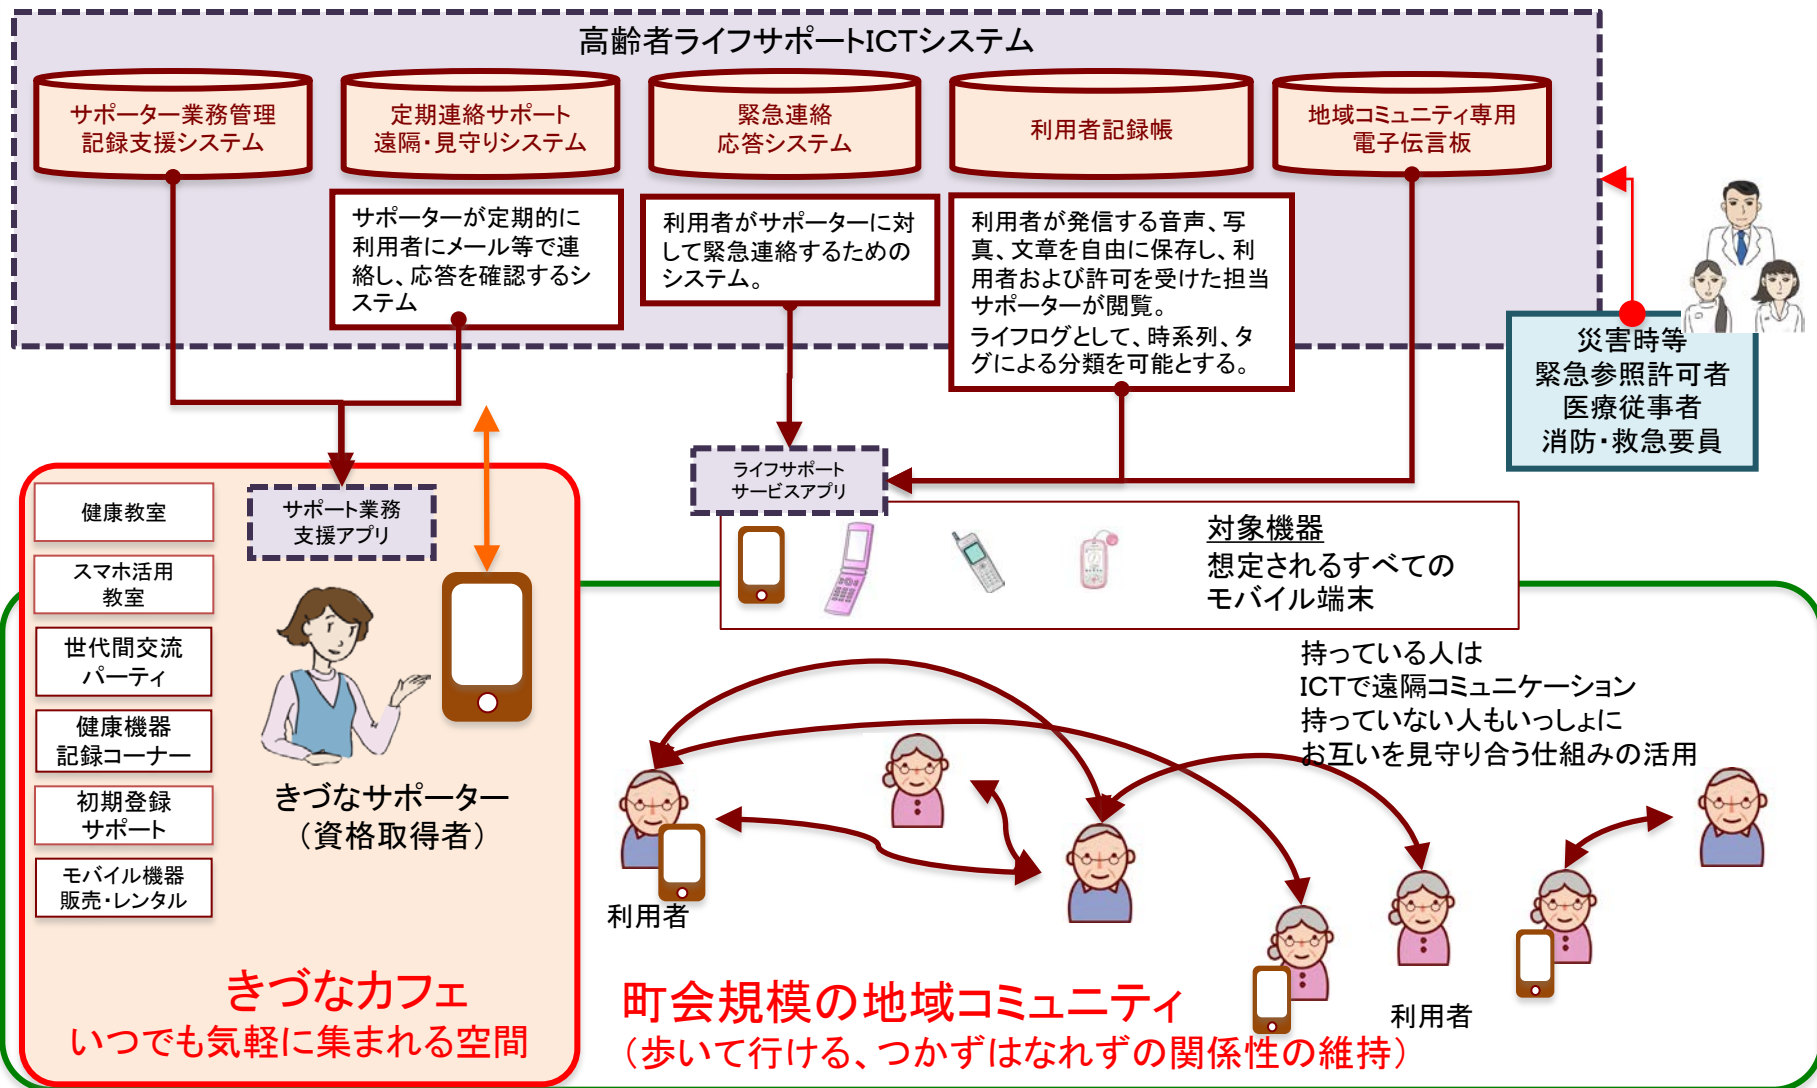 高齢者ライフサポートICTシステム
サポーター業務管理
記録支援システム
定期連絡サポート
遠隔・見守りシステム
緊急連絡
応答システム
利用者記録帳
地域コミュニティ専用
電子伝言板
サポーターが定期的に
利用者にメール等で連
絡し、応答を確認するシ
ステム
利用者がサポーターに対
して緊急連絡するための
システム。
利用者が発信する音声、写
真、文章を自由に保存し、利
用者および許可を受けた担当
サポーターが閲覧。
ライフログとして、時系列、タ
グによる分類を可能とする。
災害時等
緊急参照許可者
医療従事者
消防・救急要員
ライフサポート
サービスアプリ
サポート業務
支援アプリ
健康教室
スマホ活用
教室
世代間交流
パーティ
健康機器
記録コーナー
初期登録
サポート
モバイル機器
販売・レンタル
きづなサポーター
（資格取得者）
きづなカフェ
いつでも気軽に集まれる空間
対象機器
想定されるすべての
モバイル端末
持っている人は
ICTで遠隔コミュニケーション
持っていない人もいっしょに
お互いを見守り合う仕組みの活用
利用者
利用者
町会規模の地域コミュニティ
（歩いて行ける、つかずはなれずの関係性の維持）